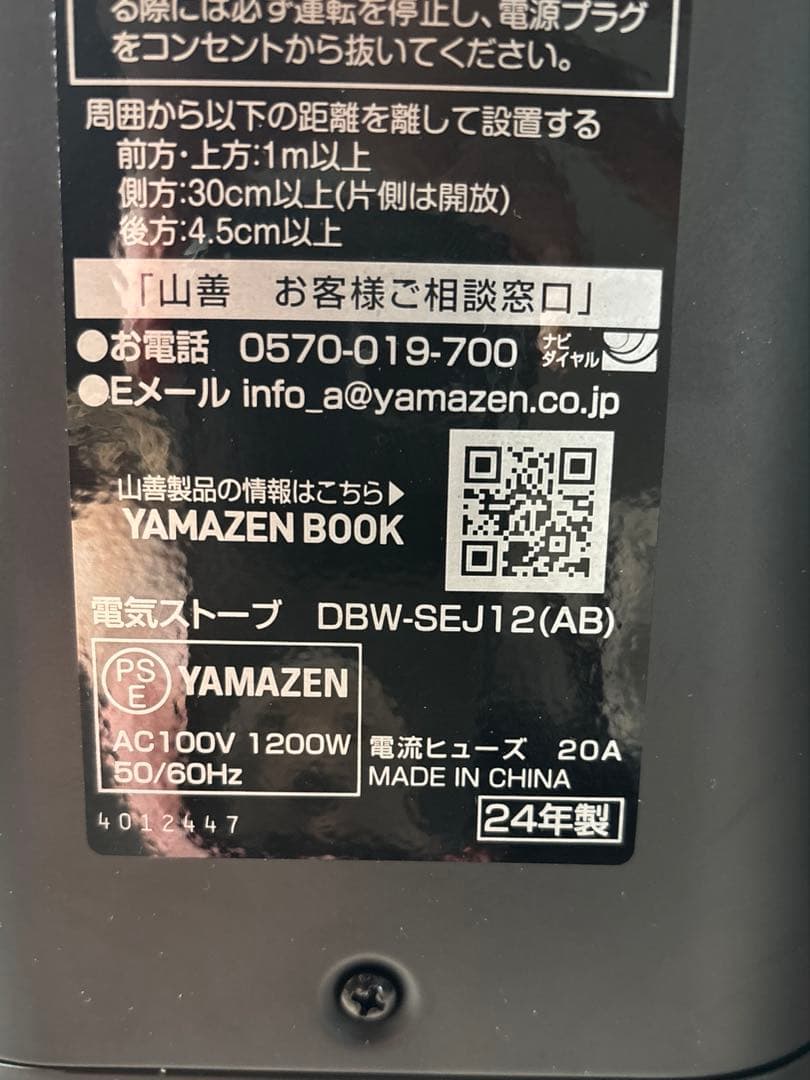 る際には必ず運転を停止し、電源プラグ
をコンセントから抜いてください。
周囲から以下の距離を離して設置する
前方・上方:1m以上
側方:30cm以上(片側は開放)
後方:4.5cm以上
「山善 お客様ご相談窓口」
●お電話 0570-019-700 ナビダイヤル
●Eメール info_a@yamazen.co.jp
山善製品の情報はこちら▶
YAMAZEN BOOK
電気ストーブ DBW-SEJ12(AB)
PS
E
YAMAZEN
AC100V 1200W
50/60Hz
電流ヒューズ 20A
MADE IN CHINA
4012447
24年製